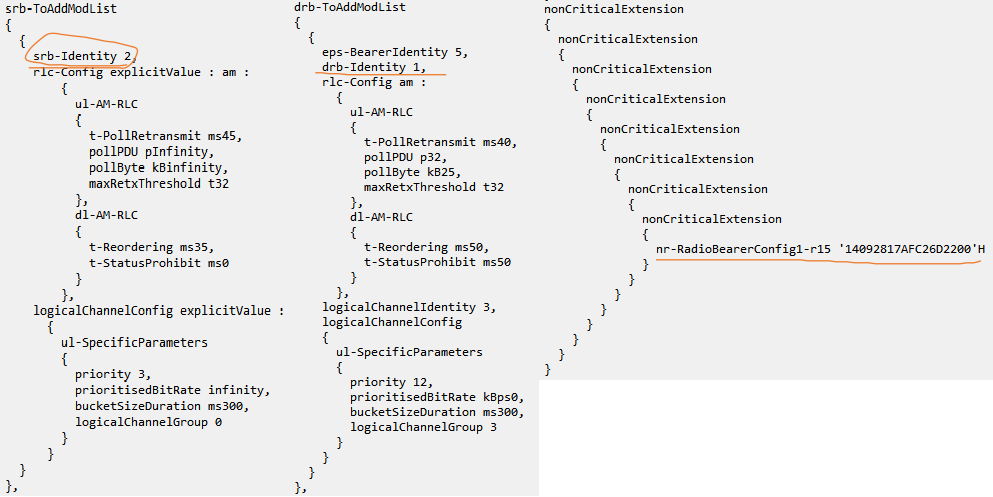 srb-ToAddModList
{
{
srb-Identity 2,
rlc-Config explicitValue : am :
{
ul-AM-RLC
{
t-PollRetransmit ms45,
pollPDU pInfinity,
pollByte kBinfinity,
maxRetxThreshold t32
},
dl-AM-RLC
{
t-Reordering ms35,
t-StatusProhibit ms0
}
},
logicalChannelConfig explicitValue :
{
ul-SpecificParameters
{
priority 3,
prioritisedBitRate infinity,
bucketSizeDuration ms300,
logicalChannelGroup 0
}
}
}
},
drb-ToAddModList
{
{
eps-BearerIdentity 5,
drb-Identity 1,
rlc-Config am :
{
ul-AM-RLC
{
t-PollRetransmit ms40,
pollPDU p32,
pollByte kB25,
maxRetxThreshold t32
},
dl-AM-RLC
{
t-Reordering ms50,
t-StatusProhibit ms50
}
},
logicalChannelIdentity 3,
logicalChannelConfig
{
ul-SpecificParameters
{
priority 12,
prioritisedBitRate kBps0,
bucketSizeDuration ms300,
logicalChannelGroup 3
}
}
}
},
nonCriticalExtension
{
nonCriticalExtension
{
nonCriticalExtension
{
nonCriticalExtension
{
nonCriticalExtension
{
nonCriticalExtension
{
nonCriticalExtension
{
nonCriticalExtension
{
nr-RadioBearerConfig1-r15 '14092817AFC26D2200'H
}
}
}
}
}
}
}
}